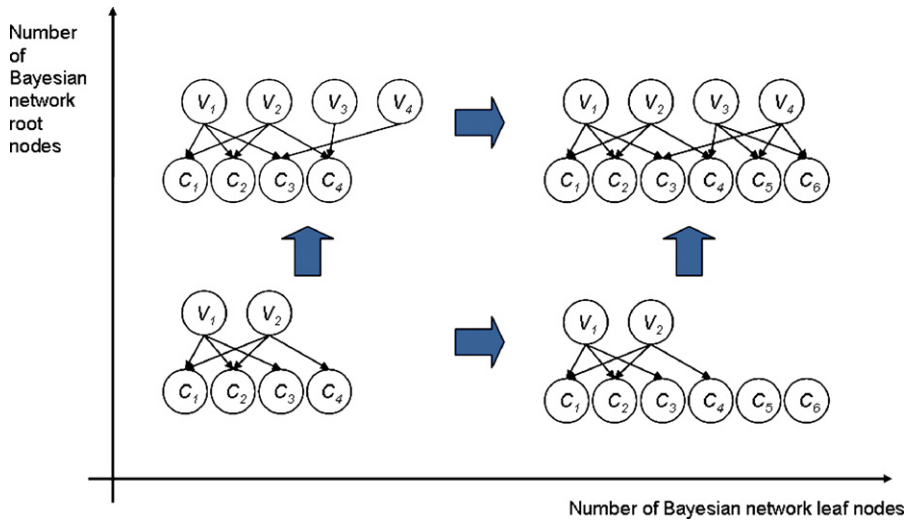 Number
of
Bayesian
network
root
nodes
V1 V2 V3 V4
C1 C2 C3 C4
V1 V2 V3 V4
C1 C2 C3 C4 C5 C6
V1 V2
C1 C2 C3 C4
V1 V2
C1 C2 C3 C4 C5 C6
Number of Bayesian network leaf nodes